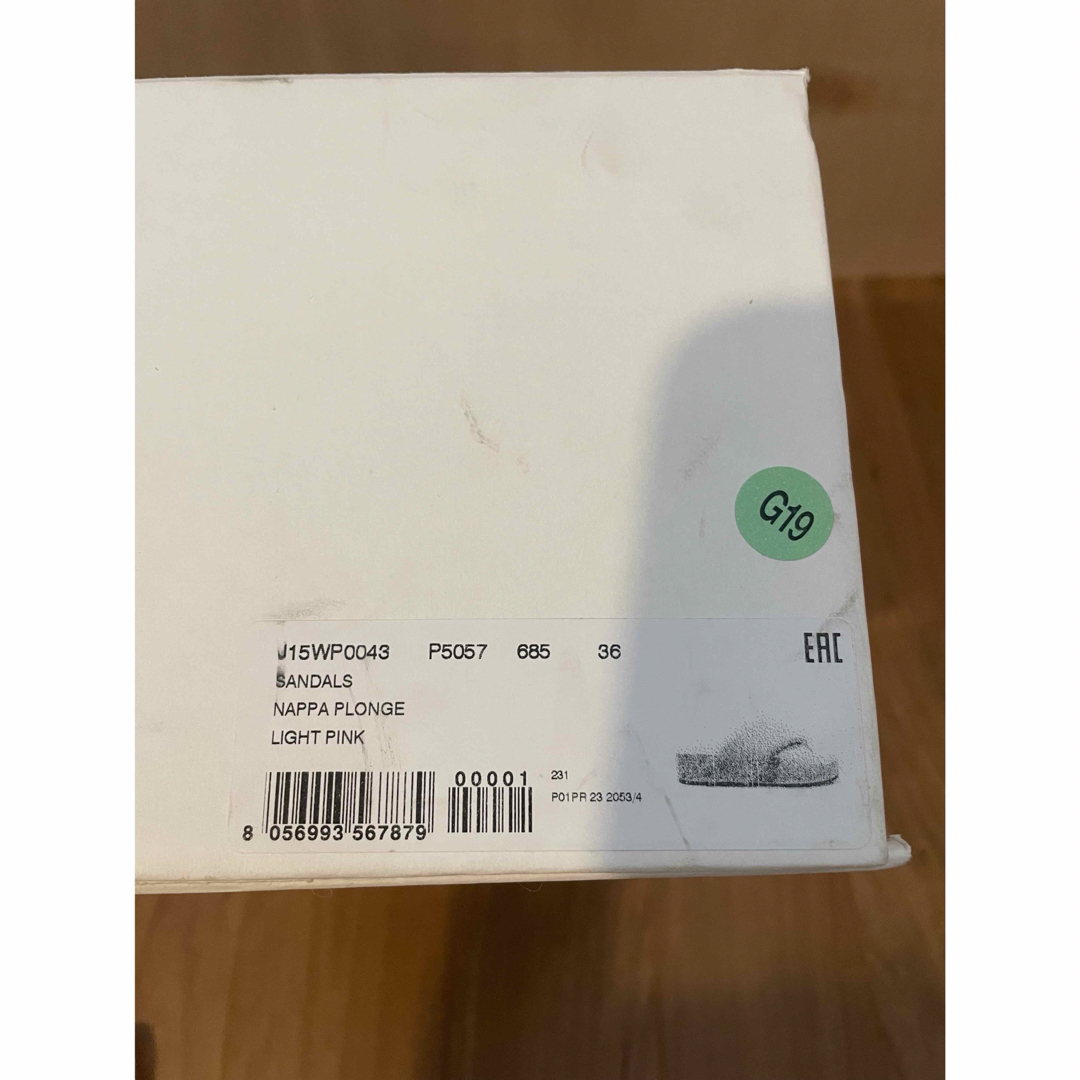 G19
J15WP0043 P5057 685 36
EAC
SANDALS
NAPPA PLONGE
LIGHT PINK
00001
231
P01PR 23 2053/4
8 056993 567879